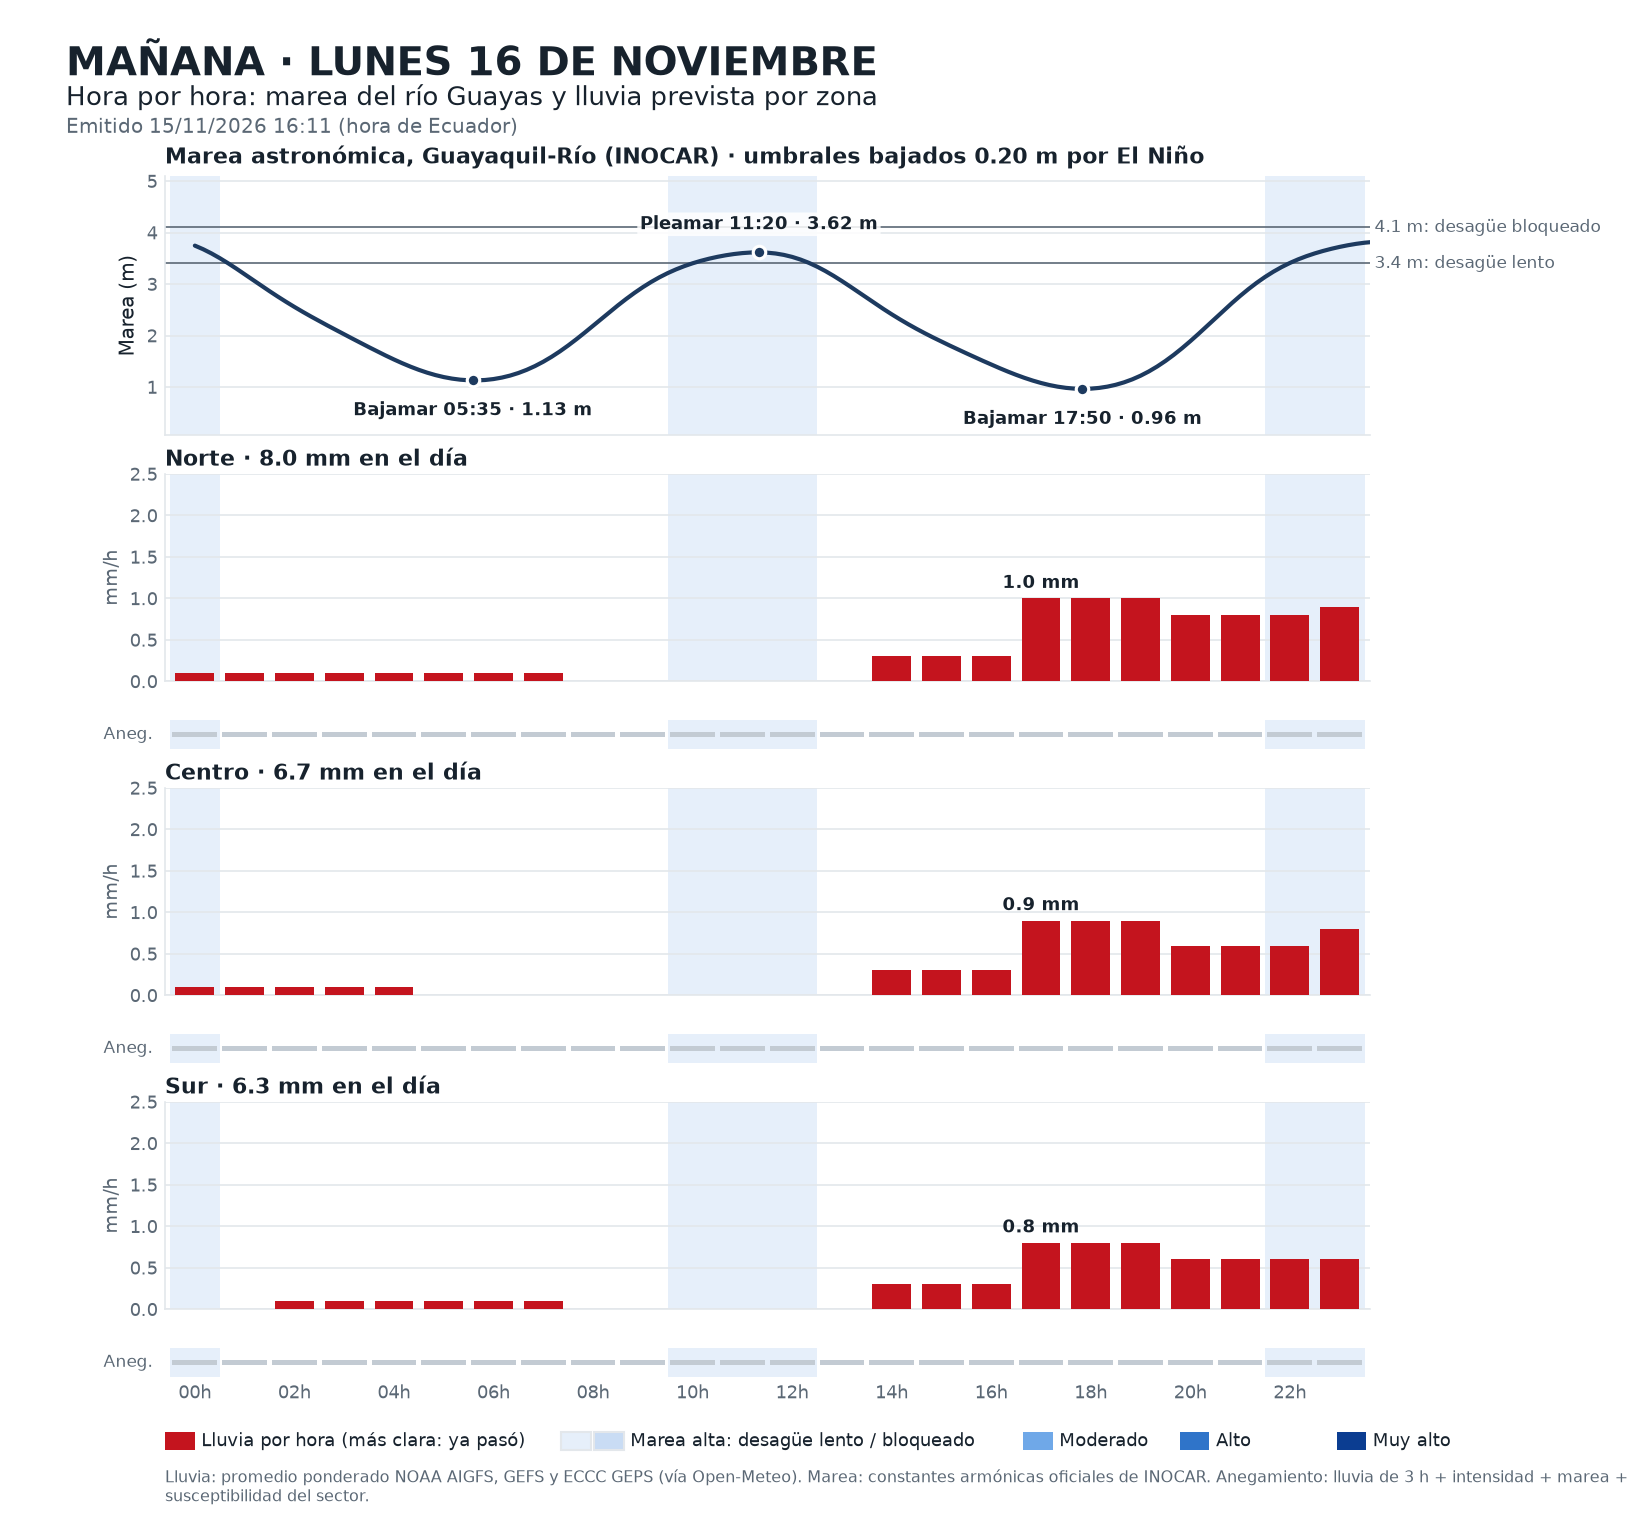 MAÑANA · LUNES 16 DE NOVIEMBRE
Hora por hora: marea del río Guayas y lluvia prevista por zona
Emitido 15/11/2026 16:11 (hora de Ecuador)
Marea astronómica, Guayaquil-Río (INOCAR) · umbrales bajados 0.20 m por El Niño
Marea (m)
5
4
3
2
1
Pleamar 11:20 · 3.62 m
4.1 m: desagüe bloqueado
3.4 m: desagüe lento
Bajamar 05:35 · 1.13 m
Bajamar 17:50 · 0.96 m
Norte · 8.0 mm en el día
mm/h
2.5
2.0
1.5
1.0
0.5
0.0
1.0 mm
Aneg.
Centro · 6.7 mm en el día
mm/h
2.5
2.0
1.5
1.0
0.5
0.0
0.9 mm
Aneg.
Sur · 6.3 mm en el día
mm/h
2.5
2.0
1.5
1.0
0.5
0.0
0.8 mm
Aneg.
00h 02h 04h 06h 08h 10h 12h 14h 16h 18h 20h 22h
Lluvia por hora (más clara: ya pasó) Marea alta: desagüe lento / bloqueado Moderado Alto Muy alto
Lluvia: promedio ponderado NOAA AIGFS, GEFS y ECCC GEPS (vía Open-Meteo). Marea: constantes armónicas oficiales de INOCAR. Anegamiento: lluvia de 3 h + intensidad + marea +
susceptibilidad del sector.